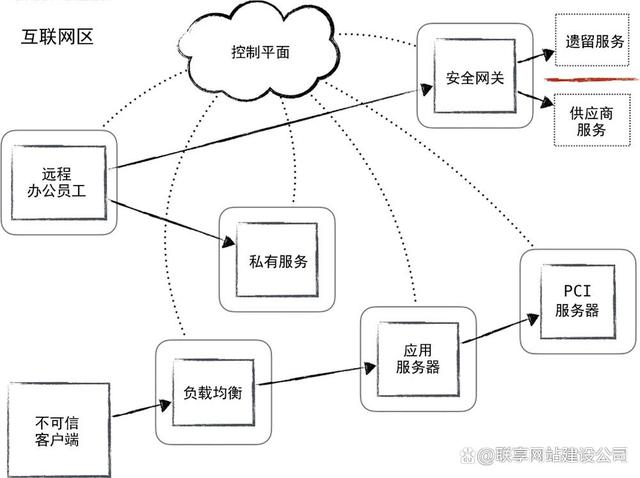 互联网区
控制平面
遗留服务
安全网关
供应商
服务
远程
办公员工
私有服务
PCI
服务器
应用
服务器
负载均衡
不可信
客户端
@联享网站建设公司